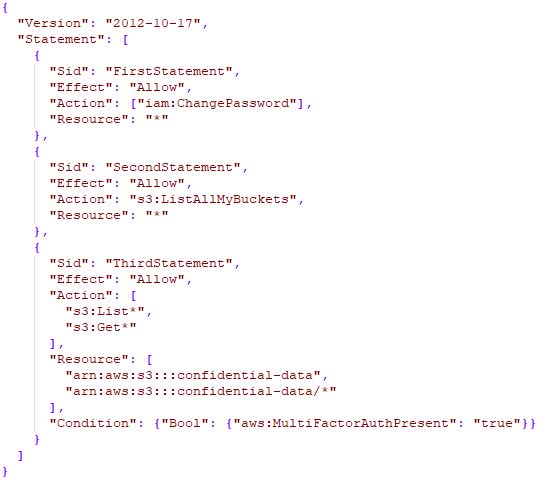 {
  "Version": "2012-10-17",
  "Statement": [
    {
      "Sid": "FirstStatement",
      "Effect": "Allow",
      "Action": ["iam:ChangePassword"],
      "Resource": "*"
    },
    {
      "Sid": "SecondStatement",
      "Effect": "Allow",
      "Action": "s3:ListAllMyBuckets",
      "Resource": "*"
    },
    {
      "Sid": "ThirdStatement",
      "Effect": "Allow",
      "Action": [
        "s3:List*",
        "s3:Get*"
      ],
      "Resource": [
        "arn:aws:s3:::confidential-data",
        "arn:aws:s3:::confidential-data/*"
      ],
      "Condition": {"Bool": {"aws:MultiFactorAuthPresent": "true"}}
    }
  ]
}